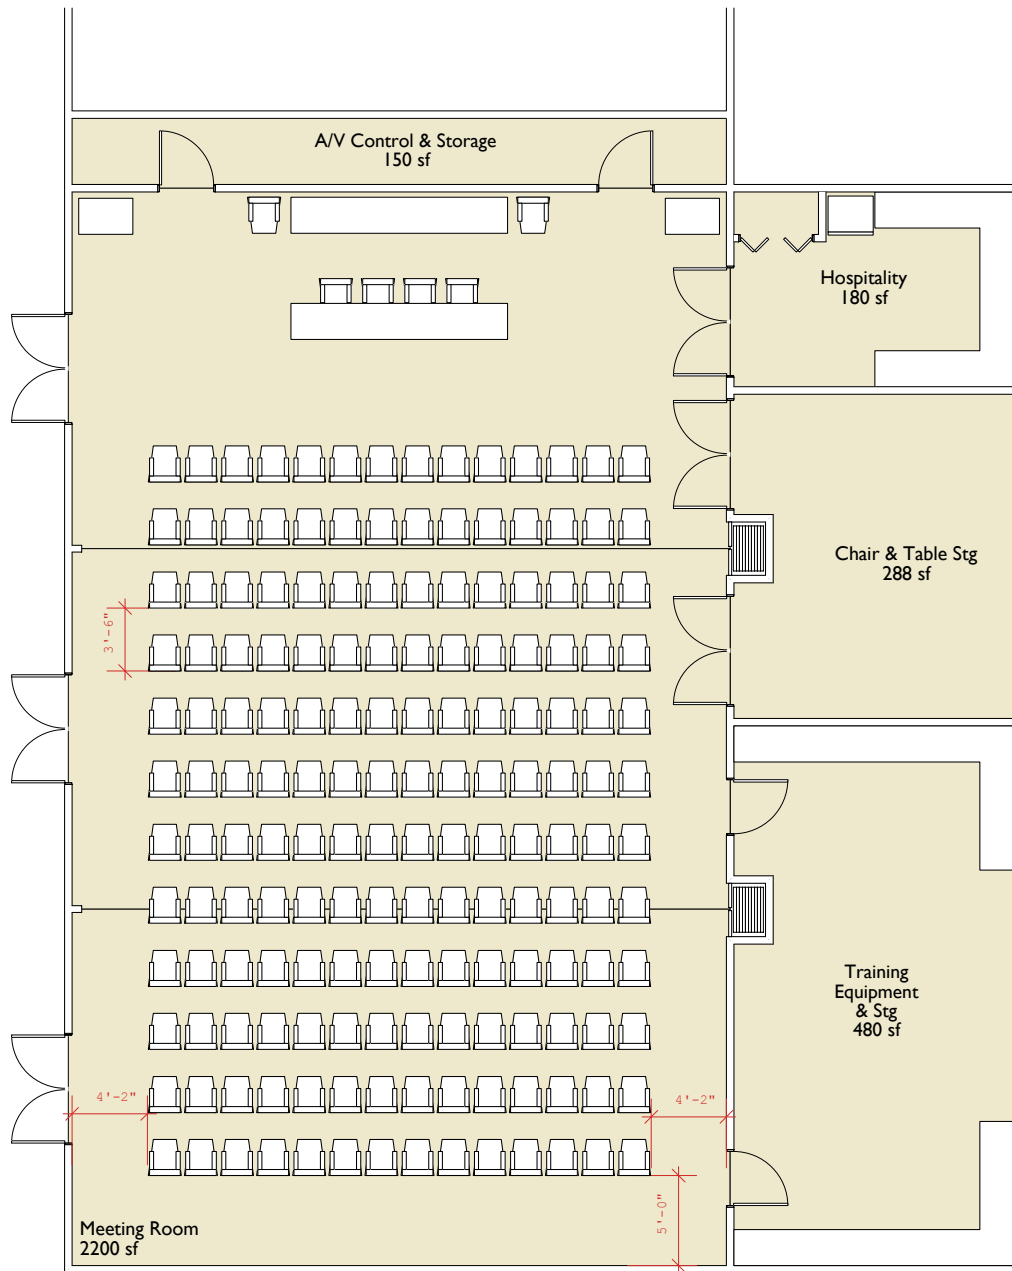 A/V Control & Storage
150 sf
Hospitality
180 sf
Chair & Table Stg
288 sf
3'-6"
Training
Equipment
& Stg
480 sf
4'-2"
4'-2"
5'-0"
Meeting Room
2200 sf